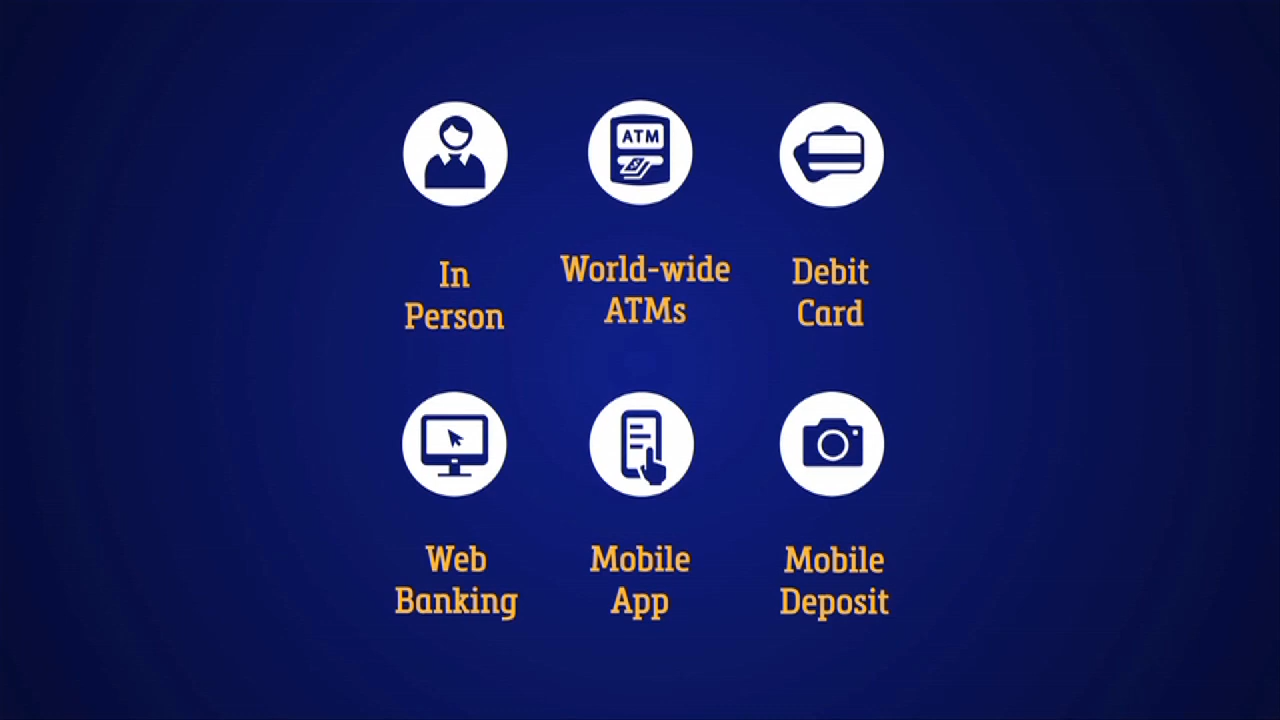 ATM
In
Person
World-wide
ATMs
Debit
Card
Web
Banking
Mobile
App
Mobile
Deposit